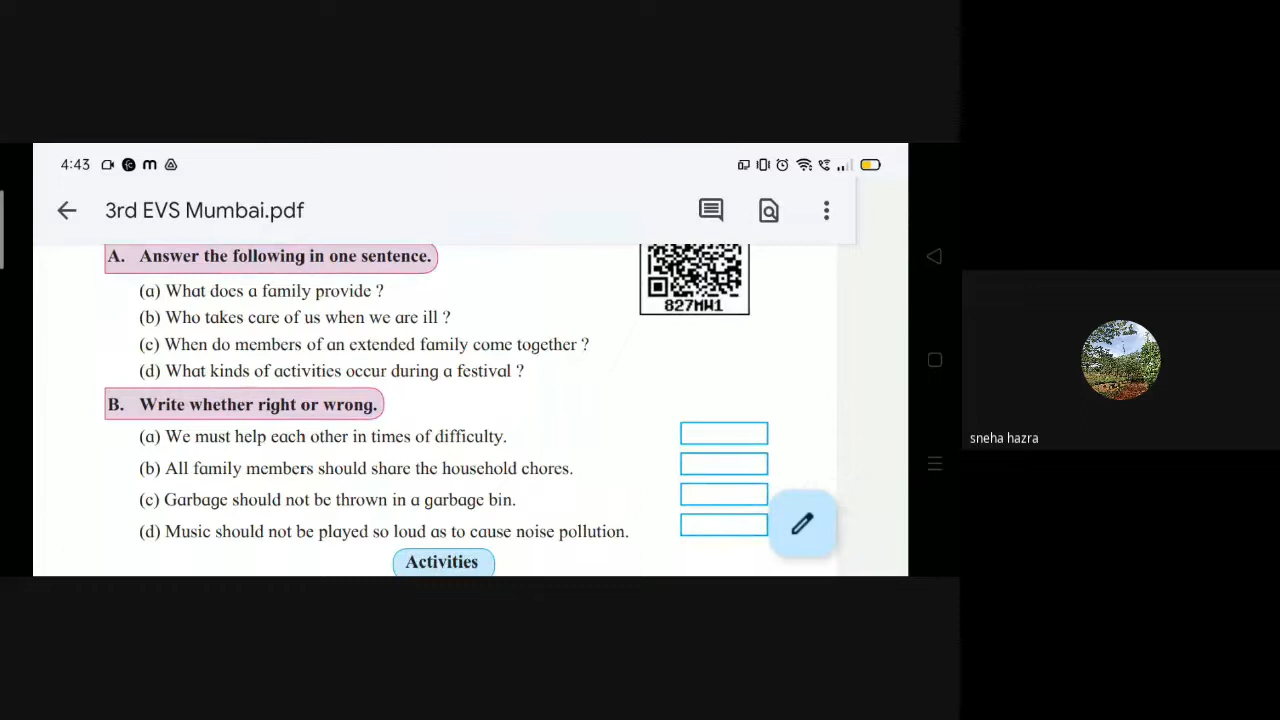 4:43
3rd EVS Mumbai.pdf
A. Answer the following in one sentence.
827MW1
(a) What does a family provide ?
(b) Who takes care of us when we are ill ?
(c) When do members of an extended family come together ?
(d) What kinds of activities occur during a festival ?
B. Write whether right or wrong.
(a) We must help each other in times of difficulty.
(b) All family members should share the household chores.
(c) Garbage should not be thrown in a garbage bin.
(d) Music should not be played so loud as to cause noise pollution.
Activities
sneha hazra